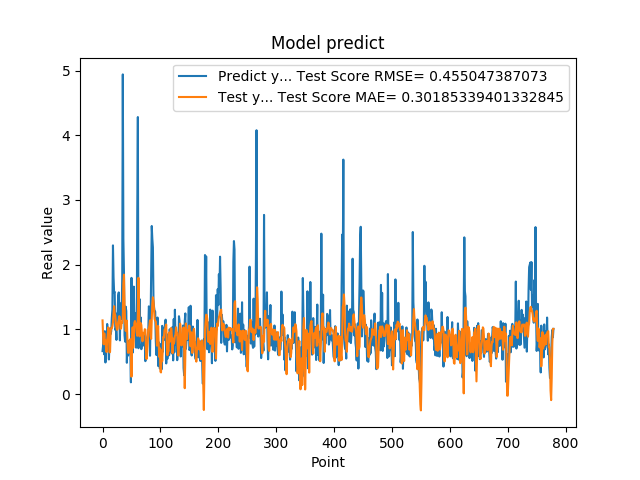 Model predict
Predict y... Test Score RMSE= 0.455047387073
Test y... Test Score MAE= 0.30185339401332845
Real value
5
4
3
2
1
0
0 100 200 300 400 500 600 700 800
Point